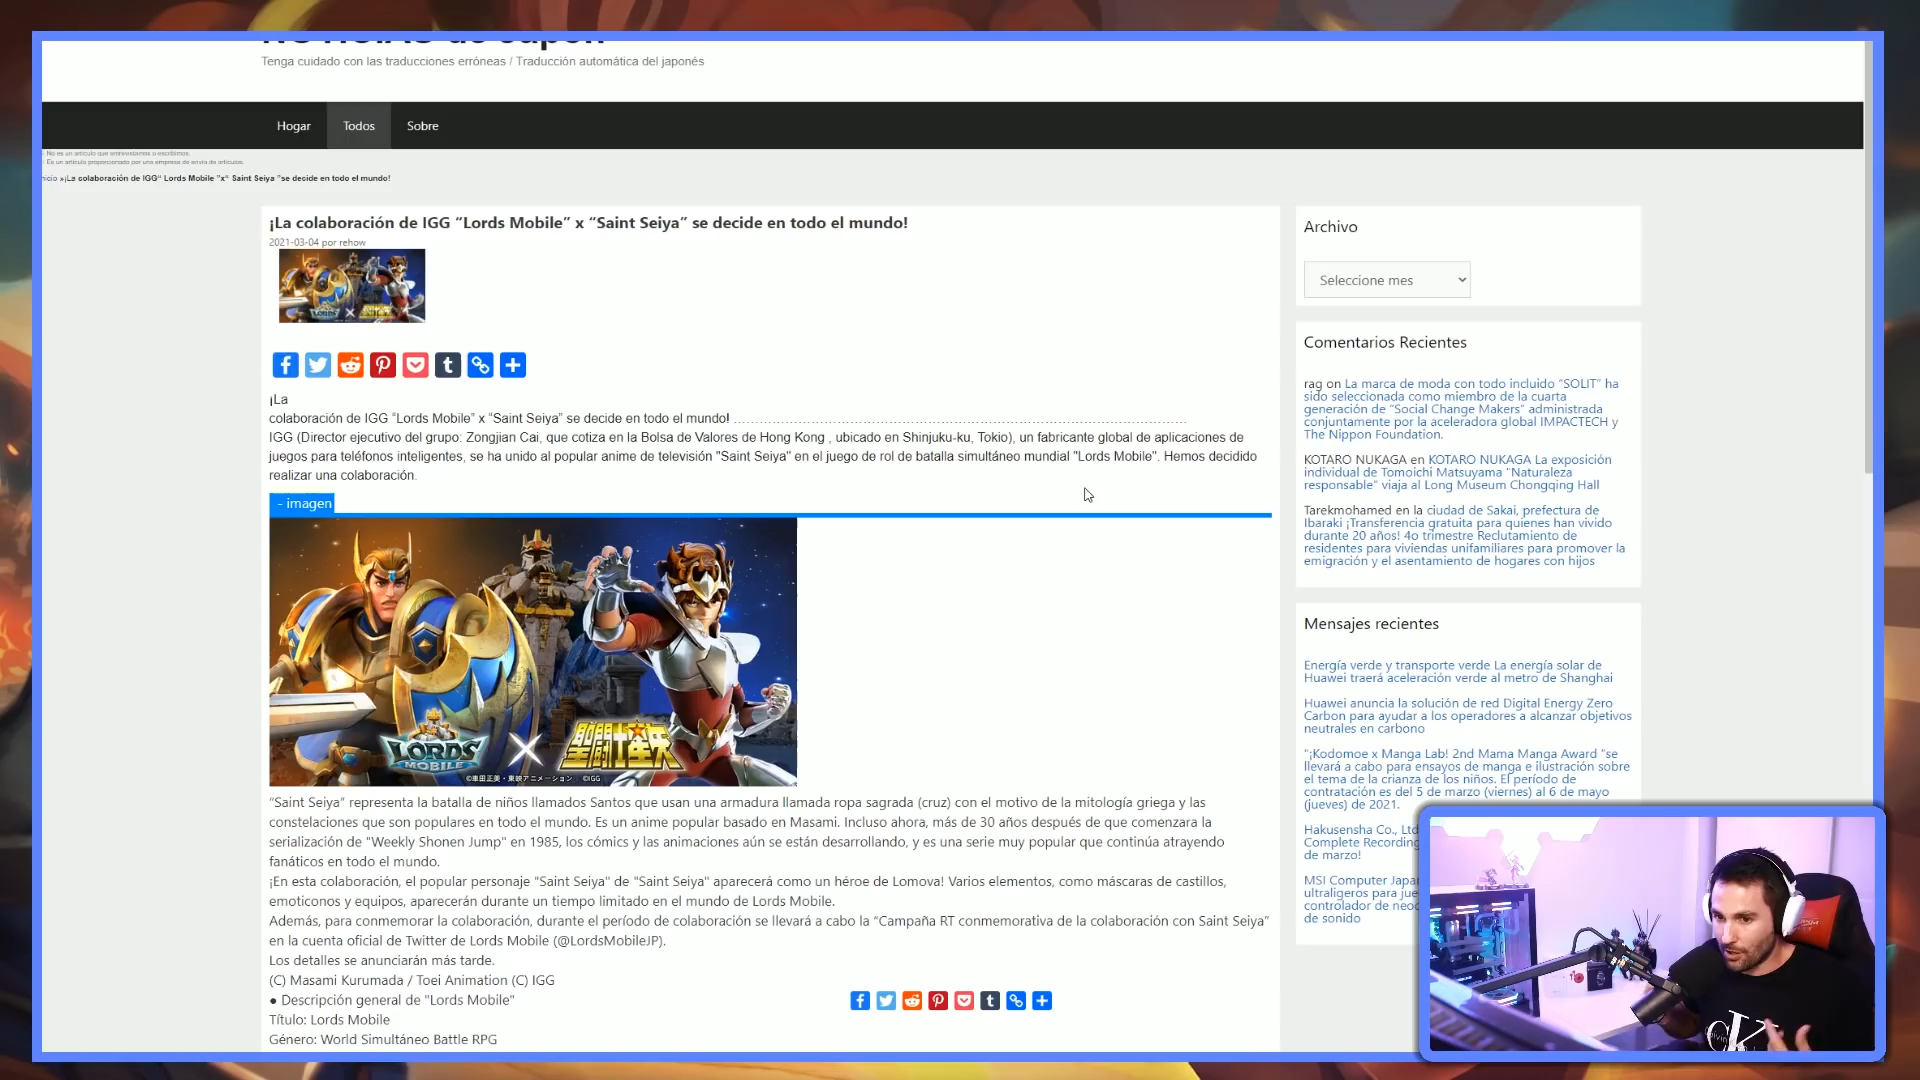 Tenga cuidado con las traducciones erróneas / Traducción automática del japonés
Hogar
Todos
Sobre
No es un artículo que entrevistamos o escribimos.
Es un artículo proporcionado por una empresa de envío de artículos.
»¡La colaboración de IGG“ Lords Mobile ”x“ Saint Seiya ”se decide en todo el mundo!
¡La colaboración de IGG “Lords Mobile” x “Saint Seiya” se decide en todo el mundo!
2021-03-04 por rehow
¡La
colaboración de IGG “Lords Mobile” x “Saint Seiya” se decide en todo el mundo!
IGG (Director ejecutivo del grupo: Zongjian Cai, que cotiza en la Bolsa de Valores de Hong Kong , ubicado en Shinjuku-ku, Tokio), un fabricante global de aplicaciones de
juegos para teléfonos inteligentes, se ha unido al popular anime de televisión "Saint Seiya" en el juego de rol de batalla simultáneo mundial "Lords Mobile". Hemos decidido
realizar una colaboración.
- imagen
LORDS
MOBILE
×
聖闘士星矢
©車田正美・東映アニメーション ©IGG
“Saint Seiya” representa la batalla de niños llamados Santos que usan una armadura llamada ropa sagrada (cruz) con el motivo de la mitología griega y las
constelaciones que son populares en todo el mundo. Es un anime popular basado en Masami. Incluso ahora, más de 30 años después de que comenzara la
serialización de "Weekly Shonen Jump" en 1985, los cómics y las animaciones aún se están desarrollando, y es una serie muy popular que continúa atrayendo
fanáticos en todo el mundo.
¡En esta colaboración, el popular personaje "Saint Seiya" de "Saint Seiya" aparecerá como un héroe de Lomova! Varios elementos, como máscaras de castillos,
emoticonos y equipos, aparecerán durante un tiempo limitado en el mundo de Lords Mobile.
Además, para conmemorar la colaboración, durante el período de colaboración se llevará a cabo la “Campaña RT conmemorativa de la colaboración con Saint Seiya”
en la cuenta oficial de Twitter de Lords Mobile (@LordsMobileJP).
Los detalles se anunciarán más tarde.
(C) Masami Kurumada / Toei Animation (C) IGG
● Descripción general de "Lords Mobile"
Título: Lords Mobile
Género: World Simultáneo Battle RPG
Archivo
Seleccione mes
Comentarios Recientes
rag on La marca de moda con todo incluido “SOLIT” ha
sido seleccionada como miembro de la cuarta
generación de “Social Change Makers” administrada
conjuntamente por la aceleradora global IMPACTECH y
The Nippon Foundation.
KOTARO NUKAGA en KOTARO NUKAGA La exposición
individual de Tomoichi Matsuyama “Naturaleza
responsable” viaja al Long Museum Chongqing Hall
Tarekmohamed en la ciudad de Sakai, prefectura de
Ibaraki ¡Transferencia gratuita para quienes han vivido
durante 20 años! 4o trimestre Reclutamiento de
residentes para viviendas unifamiliares para promover la
emigración y el asentamiento de hogares con hijos
Mensajes recientes
Energía verde y transporte verde La energía solar de
Huawei traerá aceleración verde al metro de Shanghai
Huawei anuncia la solución de red Digital Energy Zero
Carbon para ayudar a los operadores a alcanzar objetivos
neutrales en carbono
“¡Kodomoe x Manga Lab! 2nd Mama Manga Award ”se
llevará a cabo para ensayos de manga e ilustración sobre
el tema de la crianza de los niños. El período de
contratación es del 5 de marzo (viernes) al 6 de mayo
(jueves) de 2021.
Hakusensha Co., Ltd
Complete Recording
de marzo!
MSI Computer Japan
ultraligeros para
controlador de
de sonido
CK